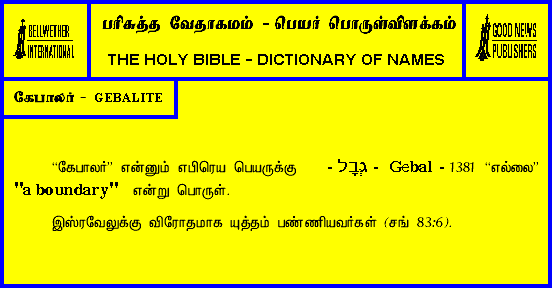 BELLWETHER
INTERNATIONAL
பரிசுத்த வேதாகமம் - பெயர் பொருள்விளக்கம்
THE HOLY BIBLE - DICTIONARY OF NAMES
GOOD NEWS
PUBLISHERS
கேபாலர் - GEBALITE
“கேபாலர்” என்னும் எபிரெய பெயருக்கு - גְּבָל - Gebal - 1381 “எல்லை”
"a boundary" என்று பொருள்.
இஸ்ரவேலுக்கு விரோதமாக யுத்தம் பண்ணியவர்கள் (சங் 83:6).